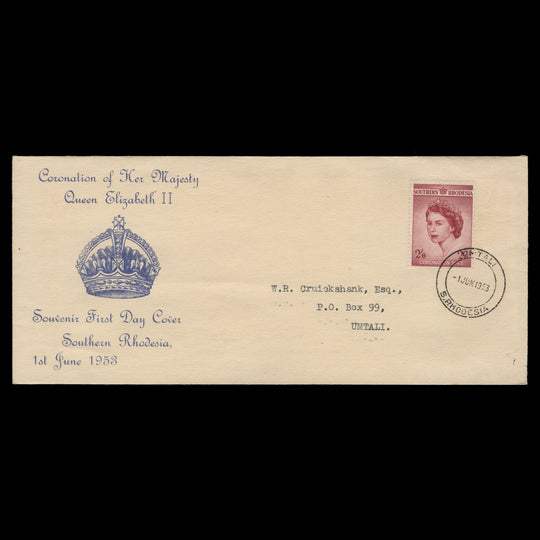 Coronation of Her Majesty
Queen Elizabeth II
Souvenir First Day Cover
Southern Rhodesia,
1st June 1953
SOUTHERN RHODESIA
2/6
CORONATION
UMTALI
-1 JUN 1953
S. RHODESIA
W.R. Cruickshank, Esq.,
P.O. Box 99,
UMTALI.